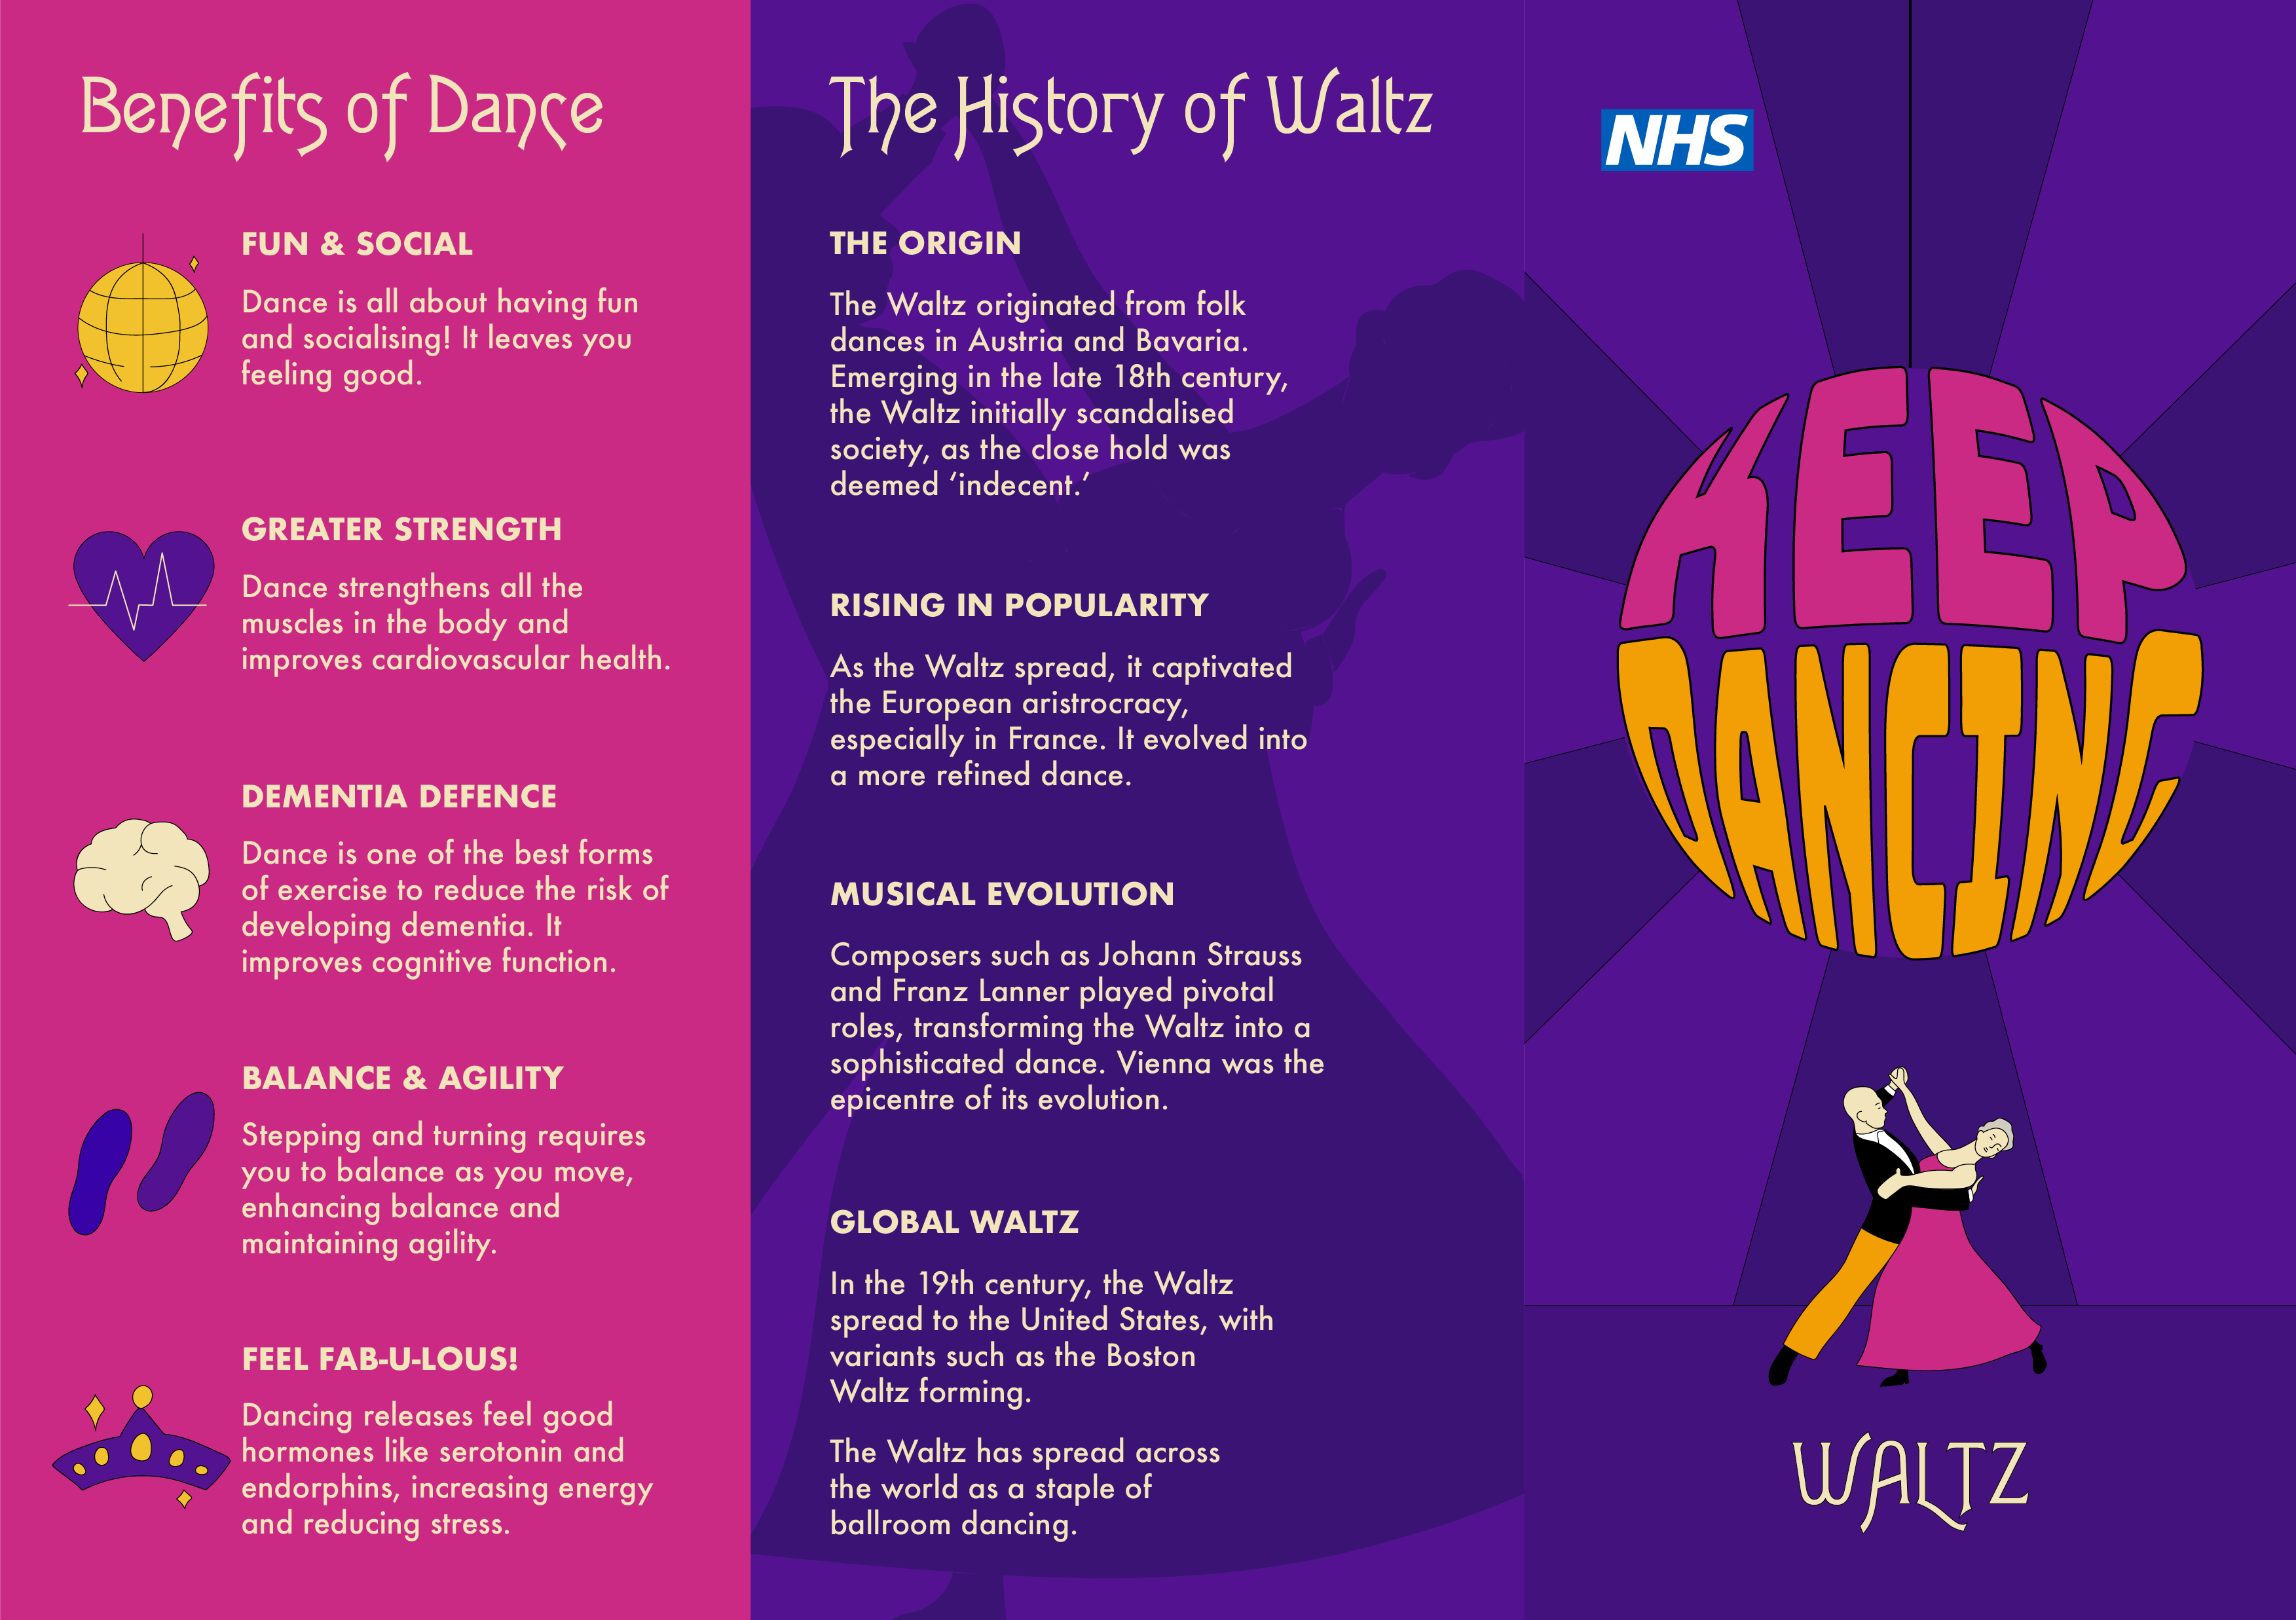 Benefits of Dance
FUN & SOCIAL
Dance is all about having fun
and socialising! It leaves you
feeling good.
GREATER STRENGTH
Dance strengthens all the
muscles in the body and
improves cardiovascular health.
DEMENTIA DEFENCE
Dance is one of the best forms
of exercise to reduce the risk of
developing dementia. It
improves cognitive function.
BALANCE & AGILITY
Stepping and turning requires
you to balance as you move,
enhancing balance and
maintaining agility.
FEEL FAB-U-LOUS!
Dancing releases feel good
hormones like serotonin and
endorphins, increasing energy
and reducing stress.
The History of Waltz
THE ORIGIN
The Waltz originated from folk
dances in Austria and Bavaria.
Emerging in the late 18th century,
the Waltz initially scandalised
society, as the close hold was
deemed ‘indecent.’
RISING IN POPULARITY
As the Waltz spread, it captivated
the European aristrocracy,
especially in France. It evolved into
a more refined dance.
MUSICAL EVOLUTION
Composers such as Johann Strauss
and Franz Lanner played pivotal
roles, transforming the Waltz into a
sophisticated dance. Vienna was the
epicentre of its evolution.
GLOBAL WALTZ
In the 19th century, the Waltz
spread to the United States, with
variants such as the Boston
Waltz forming.
The Waltz has spread across
the world as a staple of
ballroom dancing.
NHS
KEEP
DANCING
WALTZ